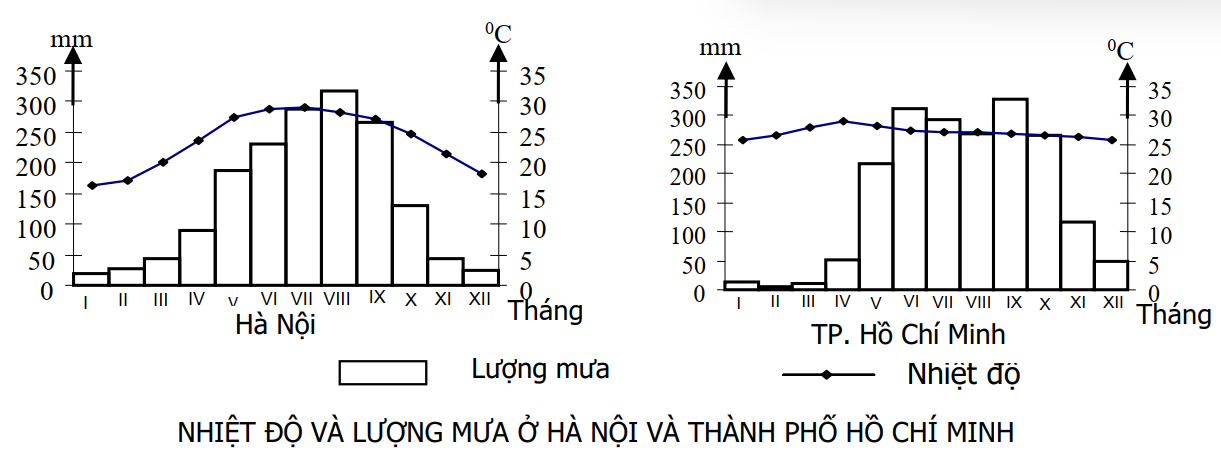 mm
⁰C
350
300
250
200
150
100
50
0
35
30
25
20
15
10
5
0
I II III IV V VI VII VIII IX X XI XII
Tháng
Hà Nội
mm
⁰C
350
300
250
200
150
100
50
0
35
30
25
20
15
10
5
0
I II III IV V VI VII VIII IX X XI XII
Tháng
TP. Hồ Chí Minh
Lượng mưa
Nhiệt độ
NHIỆT ĐỘ VÀ LƯỢNG MƯA Ở HÀ NỘI VÀ THÀNH PHỐ HỒ CHÍ MINH